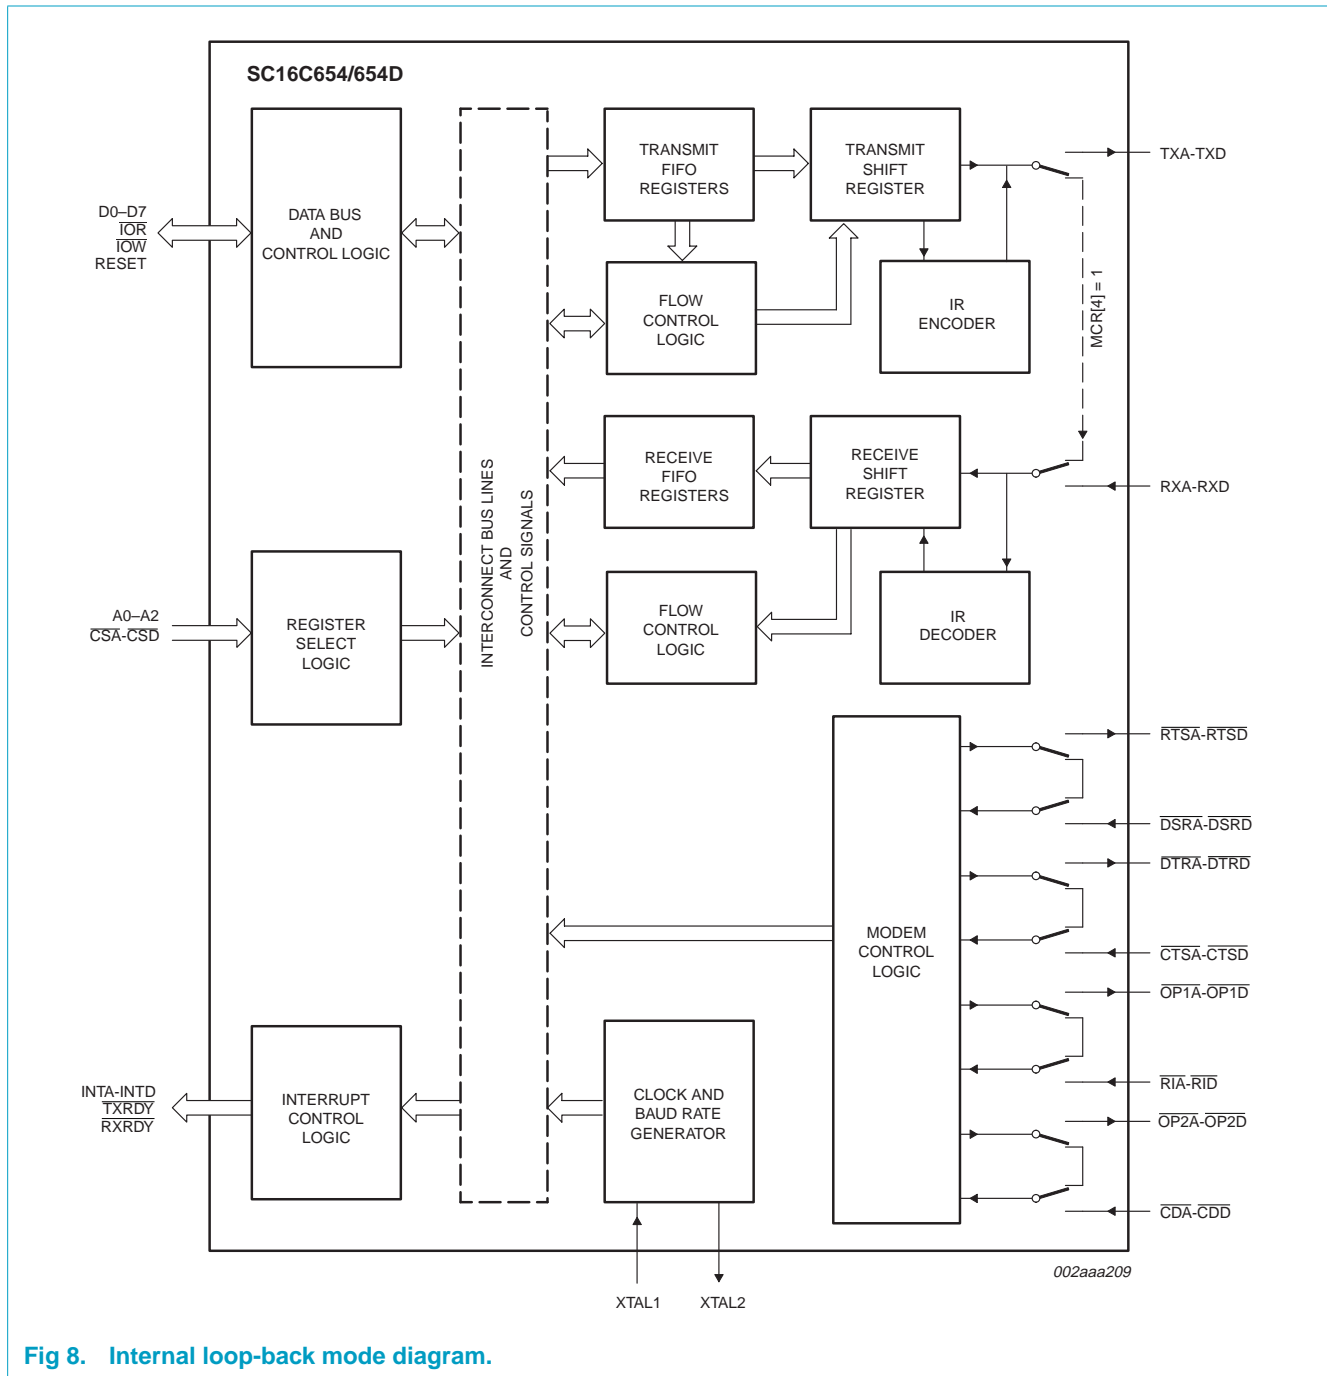 SC16C654/654D
D0–D7
IOR
IOW
RESET
DATA BUS
AND
CONTROL LOGIC
TRANSMIT
FIFO
REGISTERS
TRANSMIT
SHIFT
REGISTER
TXA-TXD
FLOW
CONTROL
LOGIC
IR
ENCODER
MCR[4] = 1
INTERCONNECT BUS LINES
AND
CONTROL SIGNALS
RECEIVE
FIFO
REGISTERS
RECEIVE
SHIFT
REGISTER
RXA-RXD
A0–A2
CSA-CSD
REGISTER
SELECT
LOGIC
FLOW
CONTROL
LOGIC
IR
DECODER
RTSA-RTSD
DSRA-DSRD
DTRA-DTRD
MODEM
CONTROL
LOGIC
CTSA-CTSD
OP1A-OP1D
RIA-RID
OP2A-OP2D
CDA-CDD
INTA-INTD
TXRDY
RXRDY
INTERRUPT
CONTROL
LOGIC
CLOCK AND
BAUD RATE
GENERATOR
XTAL1
XTAL2
002aaa209
Fig 8. Internal loop-back mode diagram.